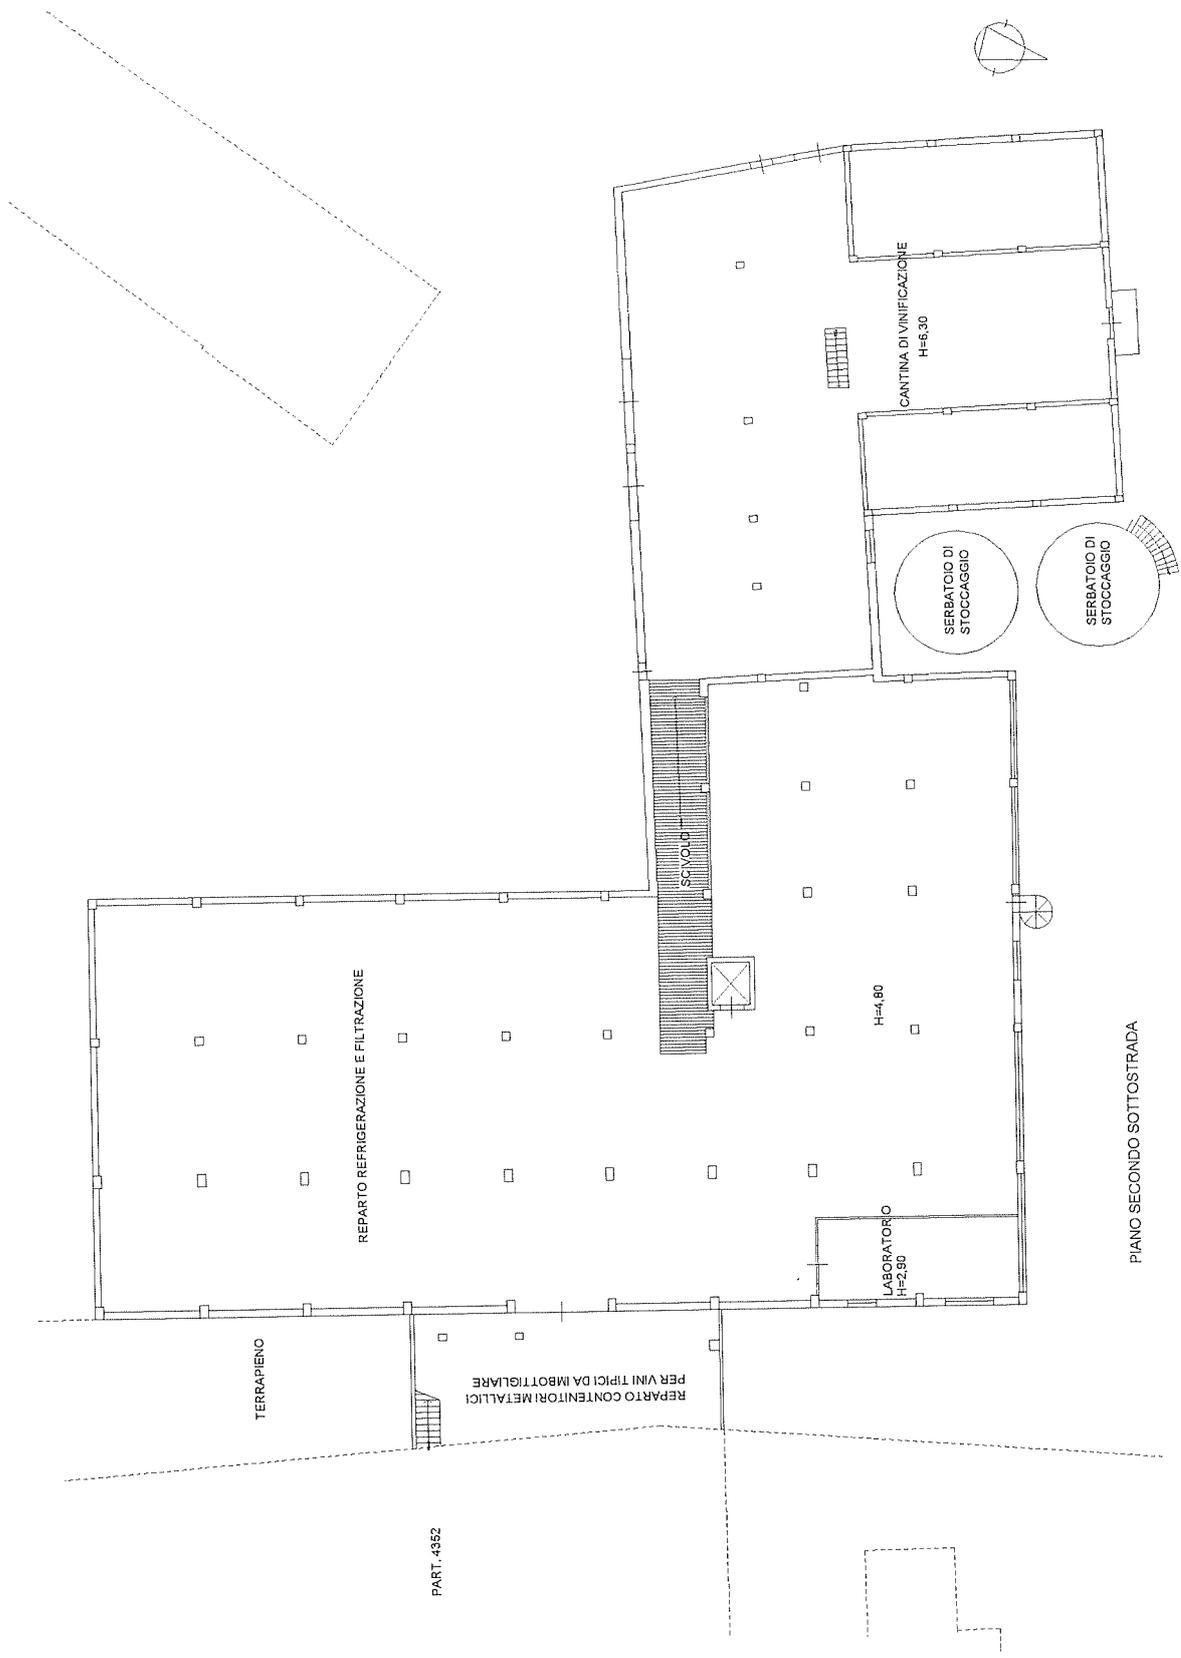 CANTINA DI VINIFICAZIONE
H=6,30
SERBATOIO DI
STOCCAGGIO
SERBATOIO DI
STOCCAGGIO
SCIVOLO
REPARTO REFRIGERAZIONE E FILTRAZIONE
H=4,80
LABORATORIO
H=2,90
PIANO SECONDO SOTTOSTRADA
TERRAPIENO
REPARTO CONTENITORI METALLICI
PER VINI TIPICI DA IMBOTTIGLIARE
PART. 4352